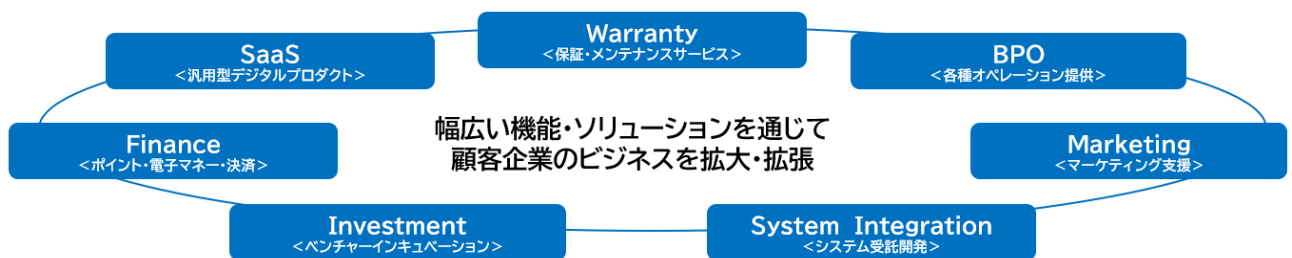 Warranty
<保証・メンテナンスサービス>
SaaS
<汎用型デジタルプロダクト>
BPO
<各種オペレーション提供>
幅広い機能・ソリューションを通じて
顧客企業のビジネスを拡大・拡張
Finance
<ポイント・電子マネー・決済>
Marketing
<マーケティング支援>
Investment
<ベンチャーインキュベーション>
System Integration
<システム受託開発>